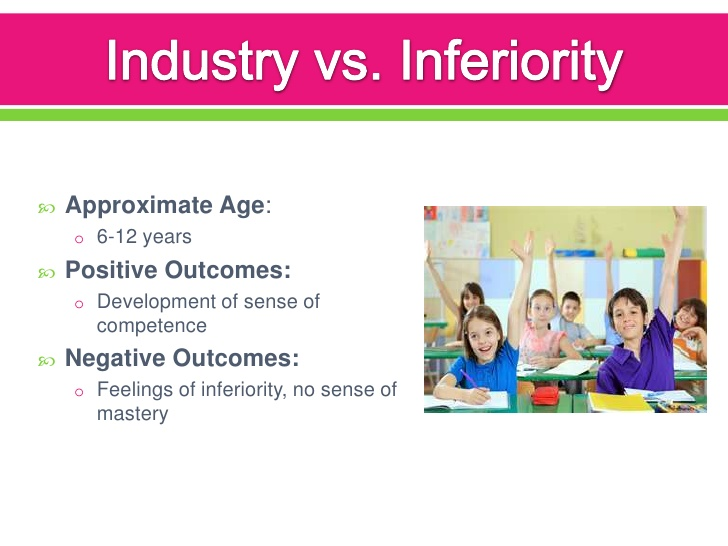 Industry vs. Inferiority
Approximate Age:
6-12 years
Positive Outcomes:
Development of sense of
competence
Negative Outcomes:
Feelings of inferiority, no sense of
mastery